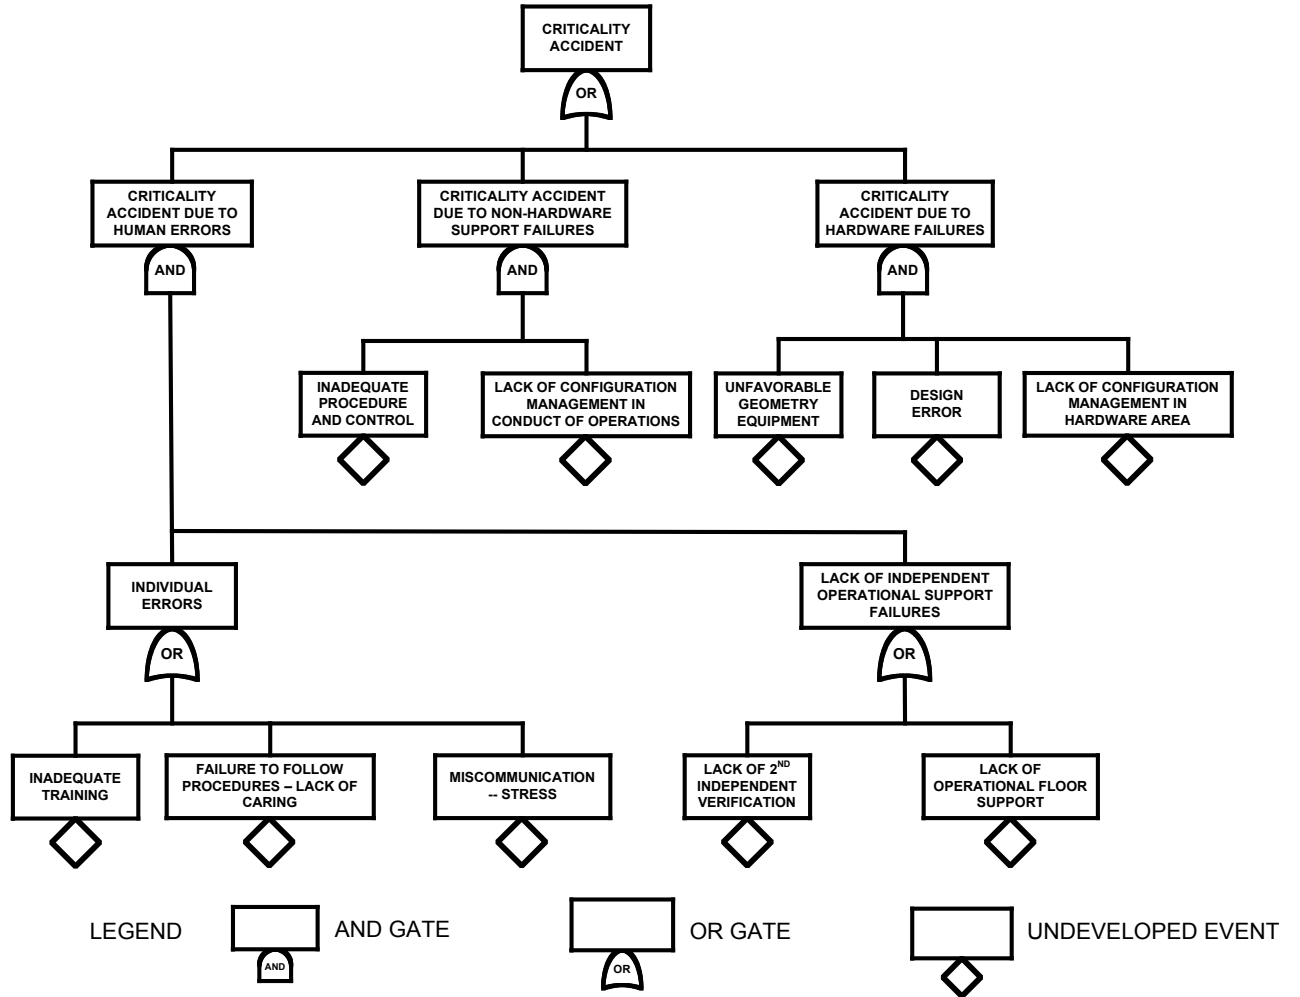 CRITICALITY
ACCIDENT
OR
CRITICALITY
ACCIDENT DUE TO
HUMAN ERRORS
AND
CRITICALITY ACCIDENT
DUE TO NON-HARDWARE
SUPPORT FAILURES
AND
CRITICALITY
ACCIDENT DUE TO
HARDWARE FAILURES
AND
INADEQUATE
PROCEDURE
AND CONTROL
LACK OF CONFIGURATION
MANAGEMENT IN
CONDUCT OF OPERATIONS
UNFAVORABLE
GEOMETRY
EQUIPMENT
DESIGN
ERROR
LACK OF CONFIGURATION
MANAGEMENT IN
HARDWARE AREA
INDIVIDUAL
ERRORS
OR
LACK OF INDEPENDENT
OPERATIONAL SUPPORT
FAILURES
OR
INADEQUATE
TRAINING
FAILURE TO FOLLOW
PROCEDURES – LACK OF
CARING
MISCOMMUNICATION
-- STRESS
LACK OF 2ND
INDEPENDENT
VERIFICATION
LACK OF
OPERATIONAL FLOOR
SUPPORT
LEGEND
AND
AND GATE
OR
OR GATE
UNDEVELOPED EVENT